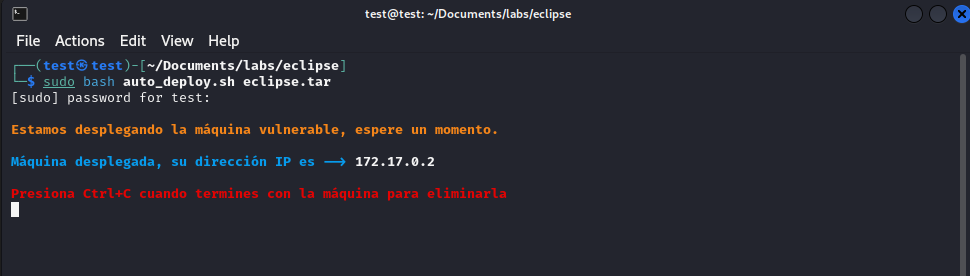 test@test: ~/Documents/labs/eclipse
File Actions Edit View Help
┌──(test㉿test)-[~/Documents/labs/eclipse]
└─$ sudo bash auto_deploy.sh eclipse.tar
[sudo] password for test:
Estamos desplegando la máquina vulnerable, espere un momento.
Máquina desplegada, su dirección IP es --> 172.17.0.2
Presiona Ctrl+C cuando termines con la máquina para eliminarla